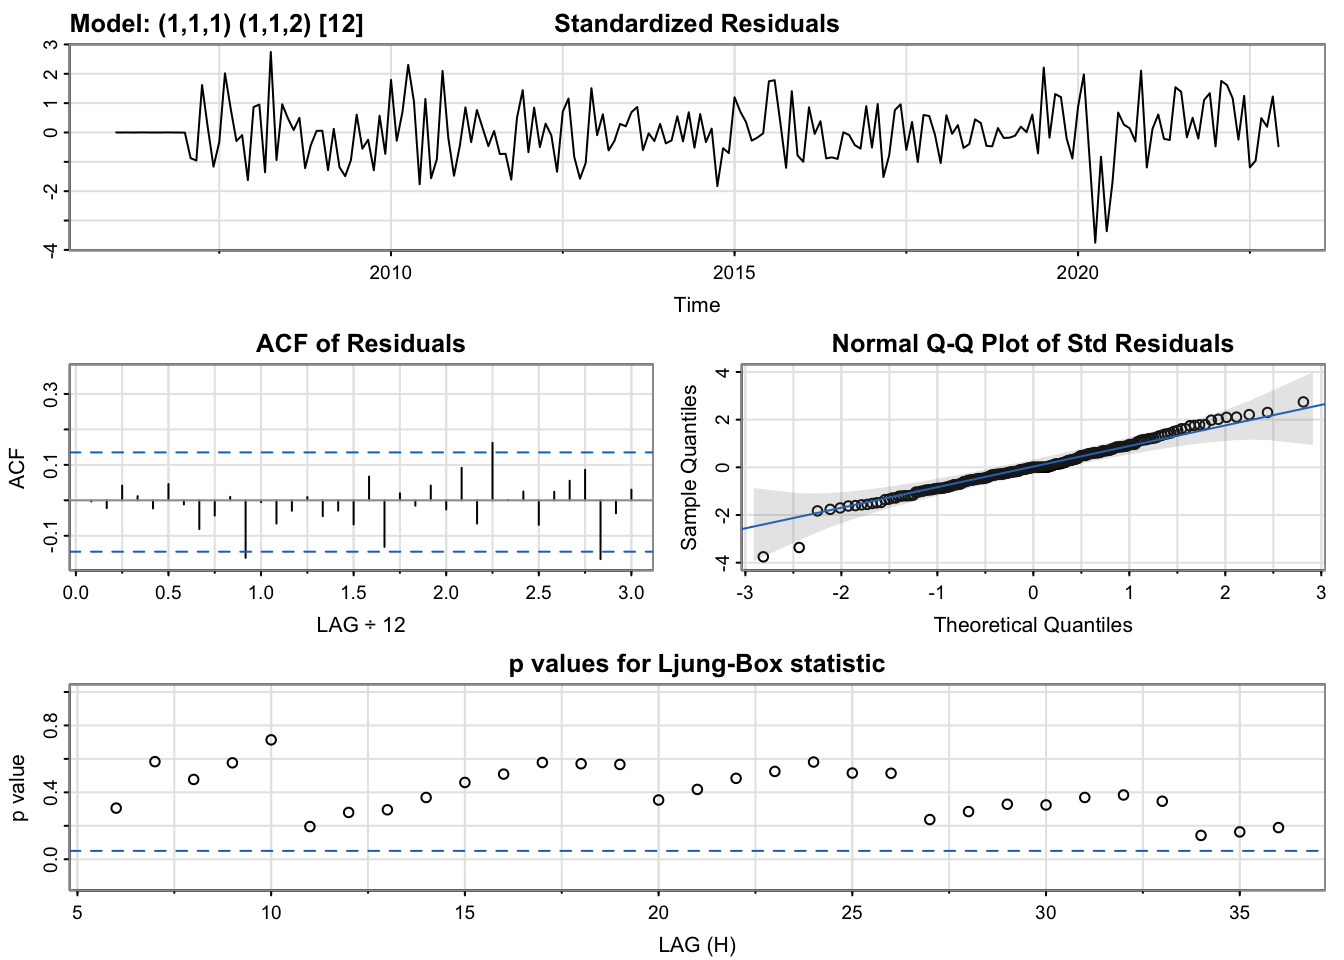 Model: (1,1,1) (1,1,2) [12] Standardized Residuals
3
2
1
0
-2
-4
2010 2015 2020
Time
ACF of Residuals
ACF
0.3
0.1
-0.1
0.0 0.5 1.0 1.5 2.0 2.5 3.0
LAG ÷ 12
Normal Q-Q Plot of Std Residuals
Sample Quantiles
4
2
0
-2
-4
-3 -2 -1 0 1 2 3
Theoretical Quantiles
p values for Ljung-Box statistic
p value
0.8
0.4
0.0
5 10 15 20 25 30 35
LAG (H)